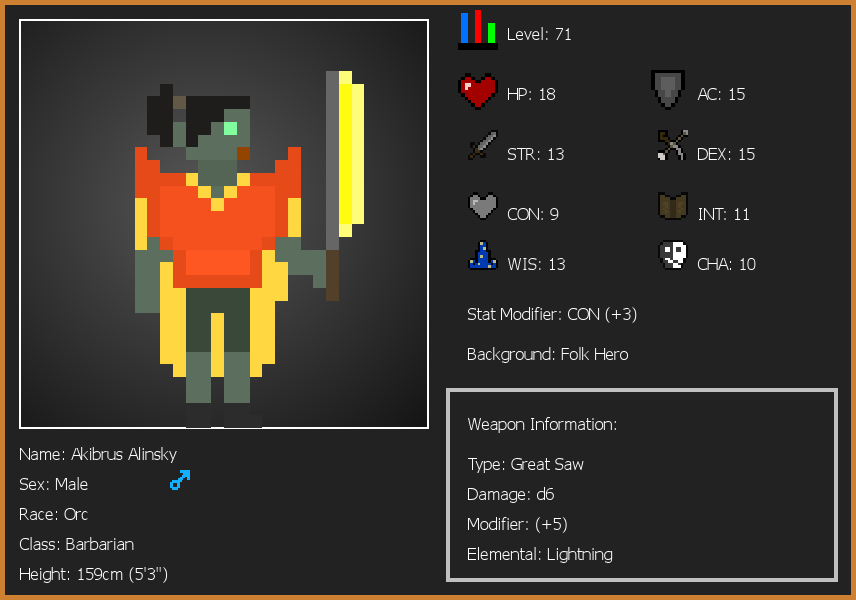 Level: 71
HP: 18
AC: 15
STR: 13
DEX: 15
CON: 9
INT: 11
WIS: 13
CHA: 10
Stat Modifier: CON (+3)
Background: Folk Hero
Weapon Information:
Type: Great Saw
Damage: d6
Modifier: (+5)
Elemental: Lightning
Name: Akibrus Alinsky
Sex: Male
Race: Orc
Class: Barbarian
Height: 159cm (5'3")